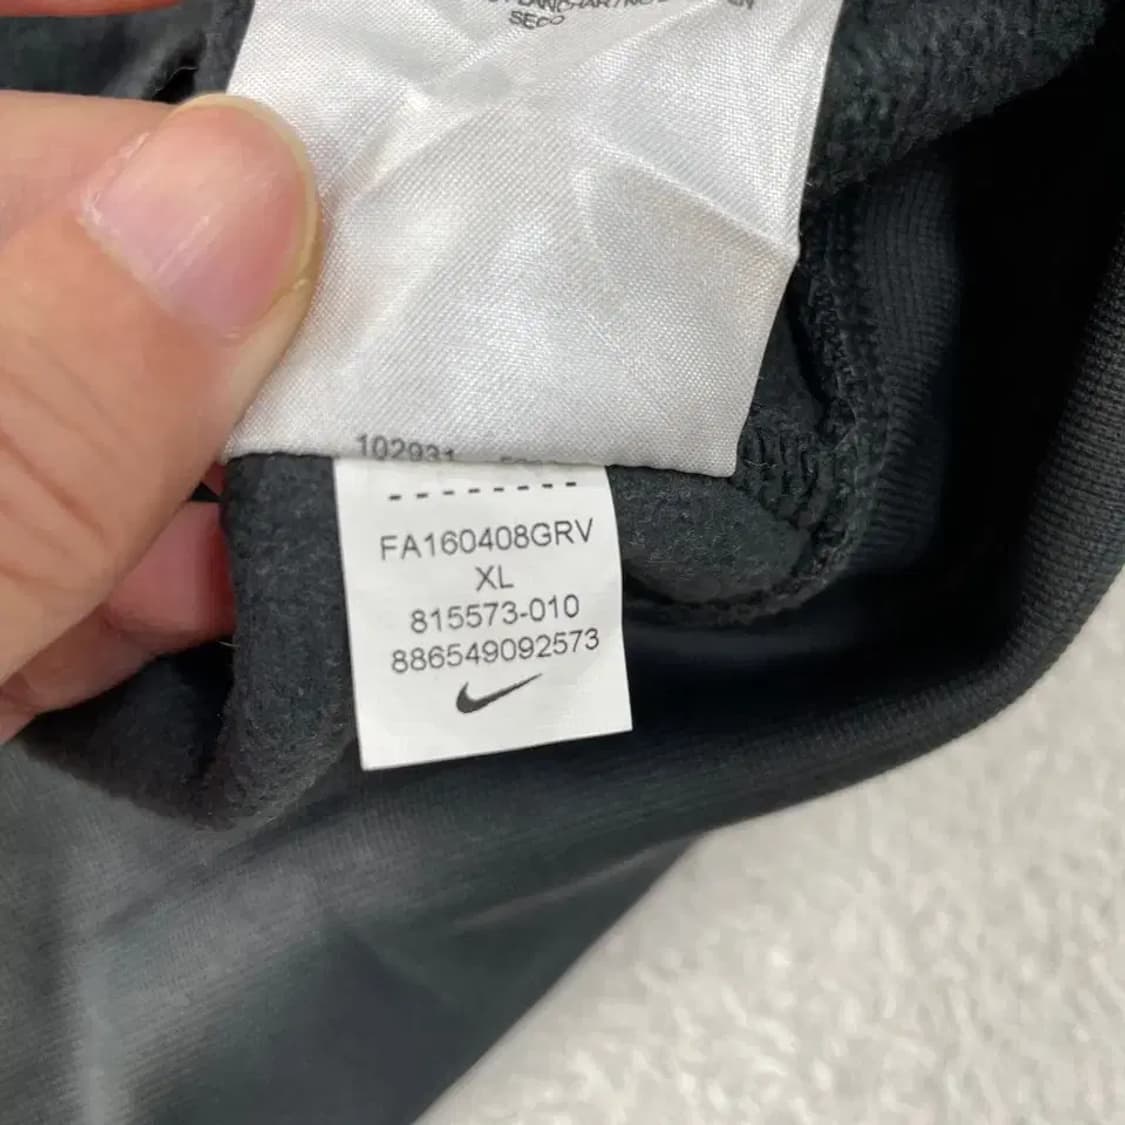 SECO
102931
--------
FA160408GRV
XL
815573-010
886549092573